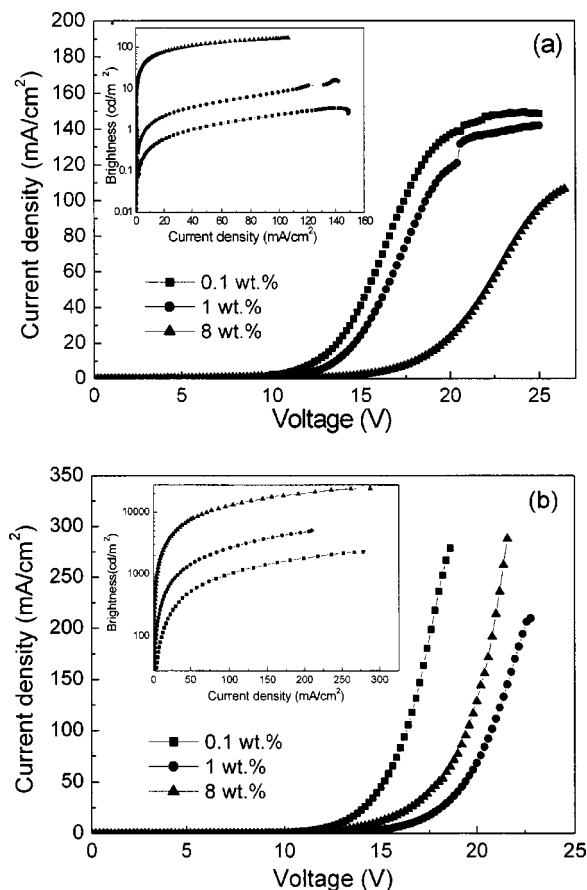 (a)
Current density (mA/cm²)
200
180
160
140
120
100
80
60
40
20
0
0 5 10 15 20 25
Voltage (V)
0.1 wt.%
1 wt.%
8 wt.%
Brightness (cd/m²)
100
10
1
0.1
0.01
0 20 40 60 80 100 120 140 160
Current density (mA/cm²)
(b)
Current density (mA/cm²)
350
300
250
200
150
100
50
0
0 5 10 15 20 25
Voltage (V)
0.1 wt.%
1 wt.%
8 wt.%
Brightness(cd/m²)
10000
1000
100
0 50 100 150 200 250 300
Current density (mA/cm²)